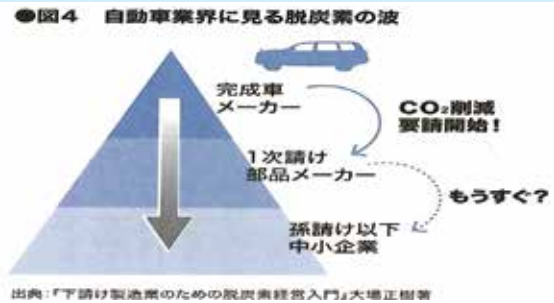 ●図4　自動車業界に見る脱炭素の波
完成車
メーカー
CO₂削減
要請開始！
1次請け
部品メーカー
もうすぐ？
孫請け以下
中小企業
出典：「下請け製造業のための脱炭素経営入門」大場正樹著